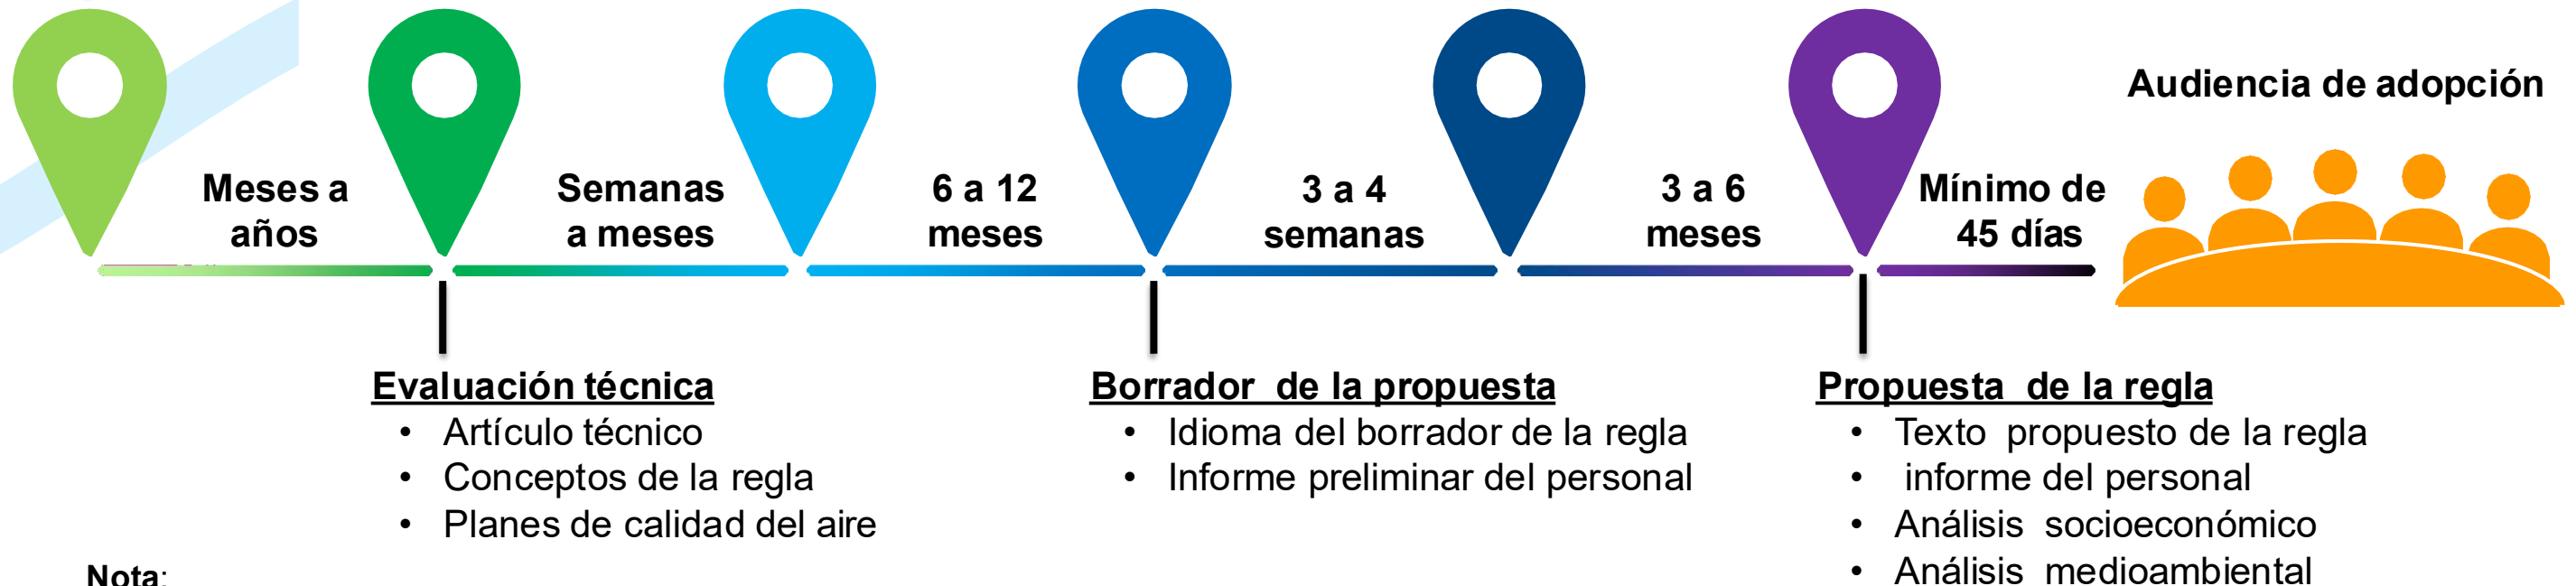 Audiencia de adopción
Meses a
años
Semanas
a meses
6 a 12
meses
3 a 4
semanas
3 a 6
meses
Mínimo de
45 días
Evaluación técnica
• Artículo técnico
• Conceptos de la regla
• Planes de calidad del aire
Borrador de la propuesta
• Idioma del borrador de la regla
• Informe preliminar del personal
Propuesta de la regla
• Texto propuesto de la regla
• informe del personal
• Análisis socioeconómico
• Análisis medioambiental
Nota: